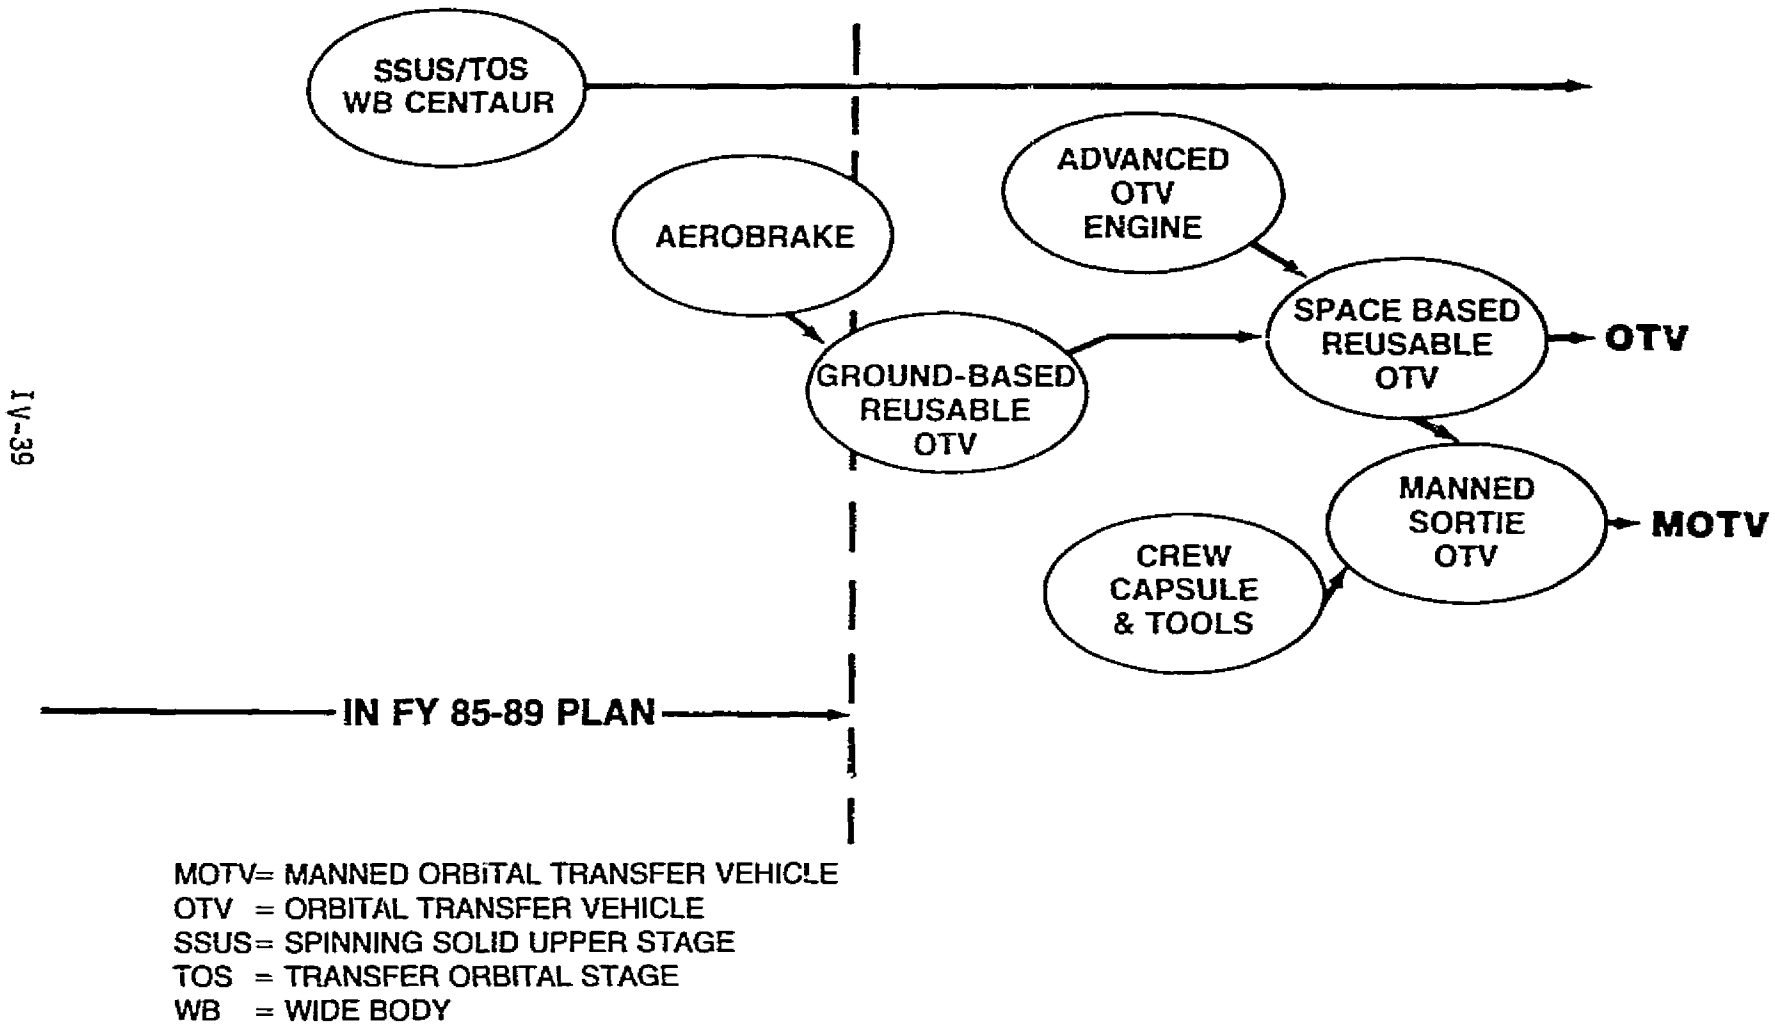 SSUS/TOS
WB CENTAUR
ADVANCED
OTV
ENGINE
AEROBRAKE
SPACE BASED
REUSABLE
OTV
OTV
GROUND-BASED
REUSABLE
OTV
MANNED
SORTIE
OTV
MOTV
CREW
CAPSULE
& TOOLS
IV-39
IN FY 85-89 PLAN
MOTV= MANNED ORBITAL TRANSFER VEHICLE
OTV = ORBITAL TRANSFER VEHICLE
SSUS= SPINNING SOLID UPPER STAGE
TOS = TRANSFER ORBITAL STAGE
WB = WIDE BODY